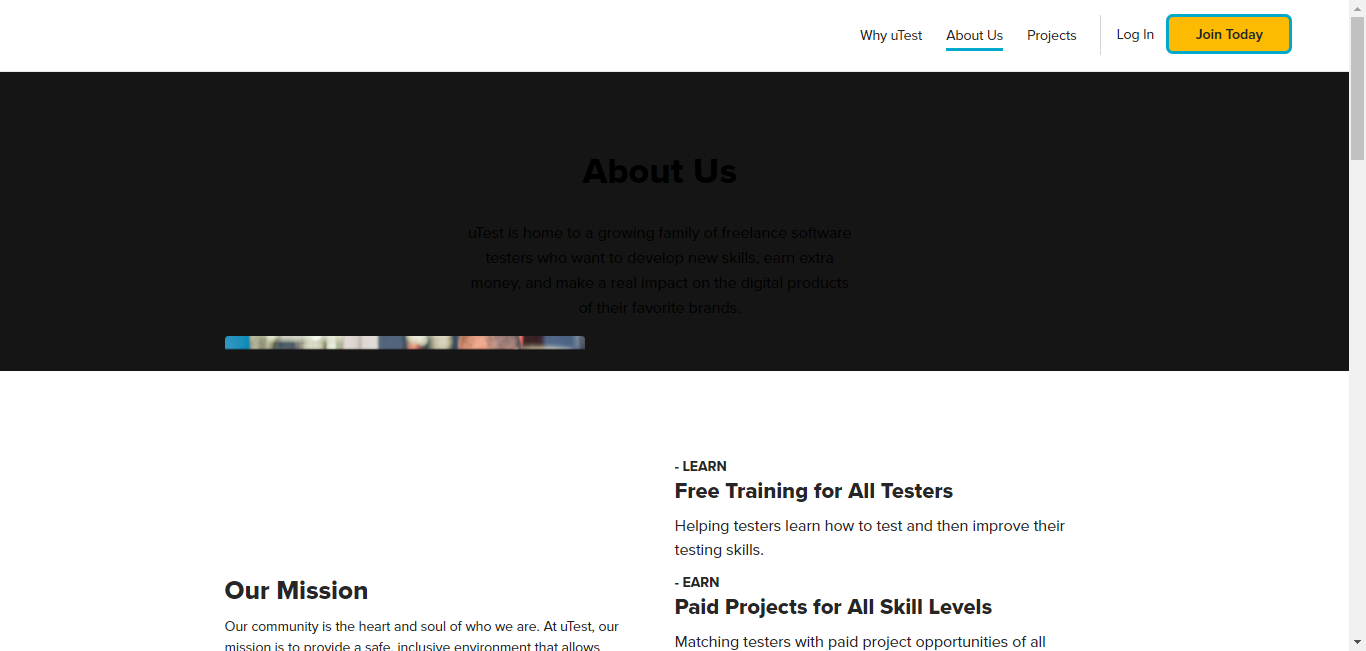 Why uTest
About Us
Projects
Log In
Join Today
About Us
uTest is home to a growing family of freelance software
testers who want to develop new skills, earn extra
money, and make a real impact on the digital products
of their favorite brands.
- LEARN
Free Training for All Testers
Helping testers learn how to test and then improve their
testing skills.
- EARN
Paid Projects for All Skill Levels
Matching testers with paid project opportunities of all
Our Mission
Our community is the heart and soul of who we are. At uTest, our
mission is to provide a safe, inclusive environment that allows